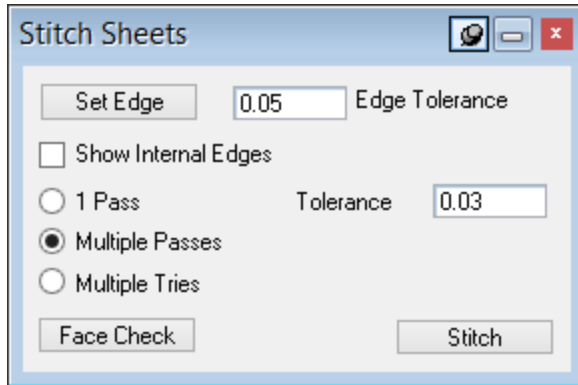 Stitch Sheets
Set Edge 0.05 Edge Tolerance
Show Internal Edges
1 Pass Tolerance 0.03
Multiple Passes
Multiple Tries
Face Check Stitch